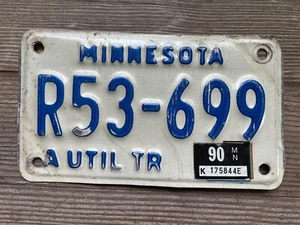 MINNESOTA
R53-699
A UTIL TR
90 MN
K 175844E